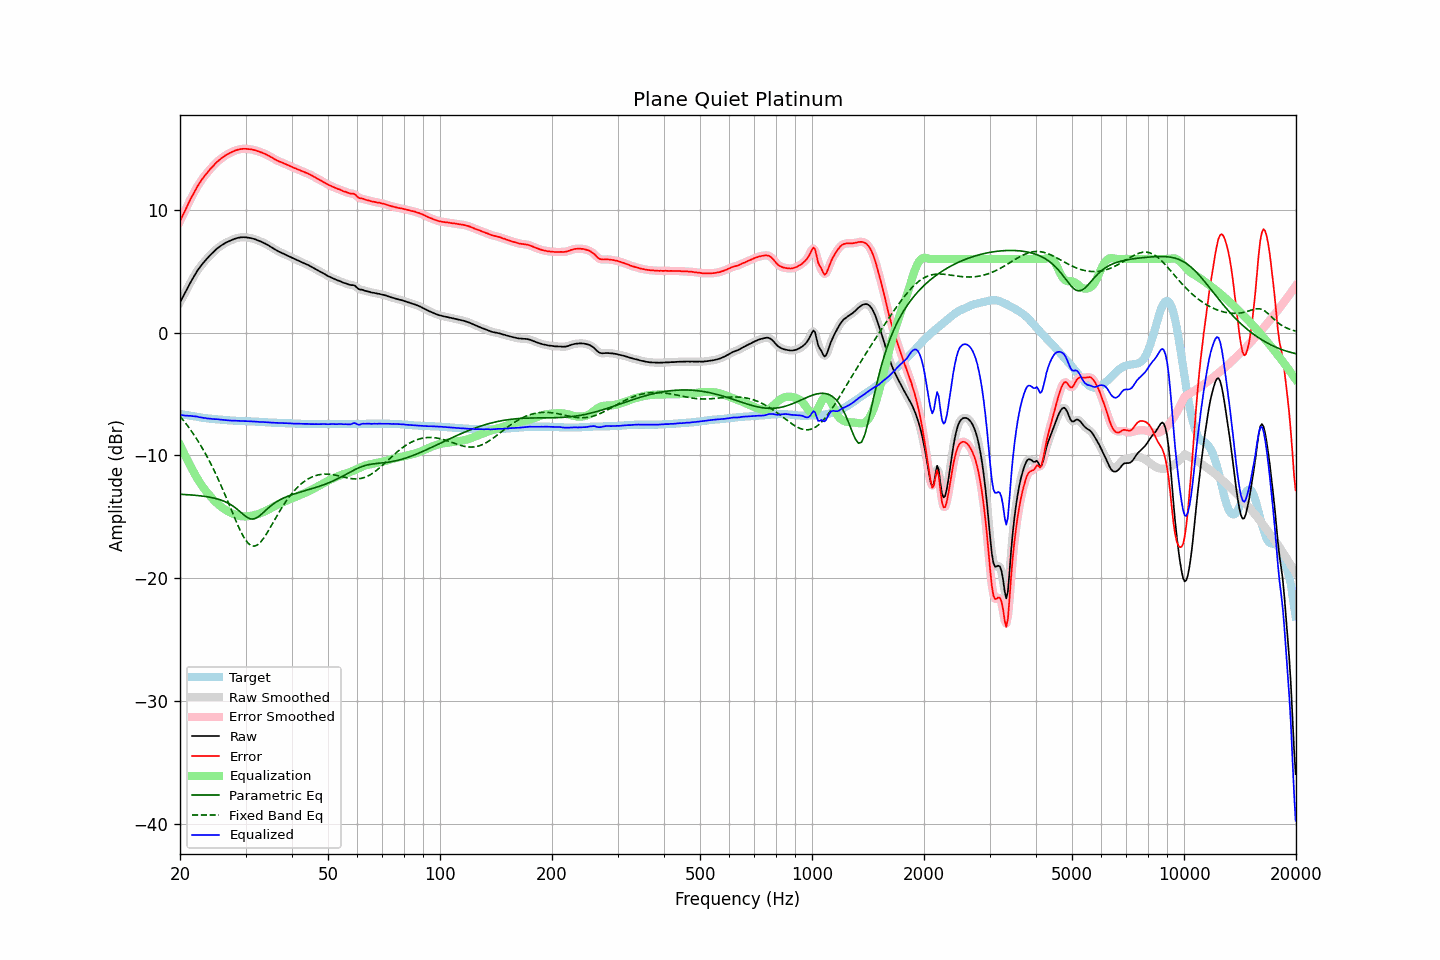 Plane Quiet Platinum
Amplitude (dBr)
10
0
−10
−20
−30
−40
Target
Raw Smoothed
Error Smoothed
Raw
Error
Equalization
Parametric Eq
Fixed Band Eq
Equalized
20 50 100 200 500 1000 2000 5000 10000 20000
Frequency (Hz)